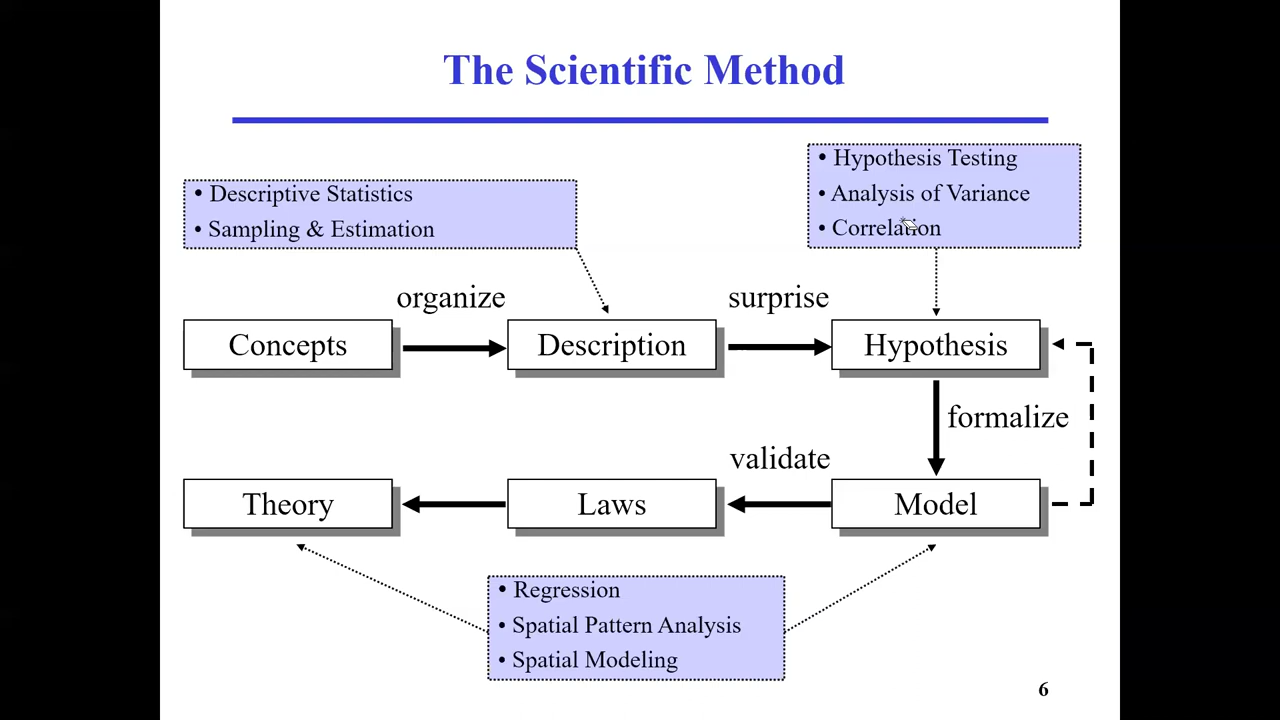 The Scientific Method
• Descriptive Statistics
• Sampling & Estimation
• Hypothesis Testing
• Analysis of Variance
• Correlation
organize
surprise
Concepts
Description
Hypothesis
formalize
validate
Theory
Laws
Model
• Regression
• Spatial Pattern Analysis
• Spatial Modeling
6